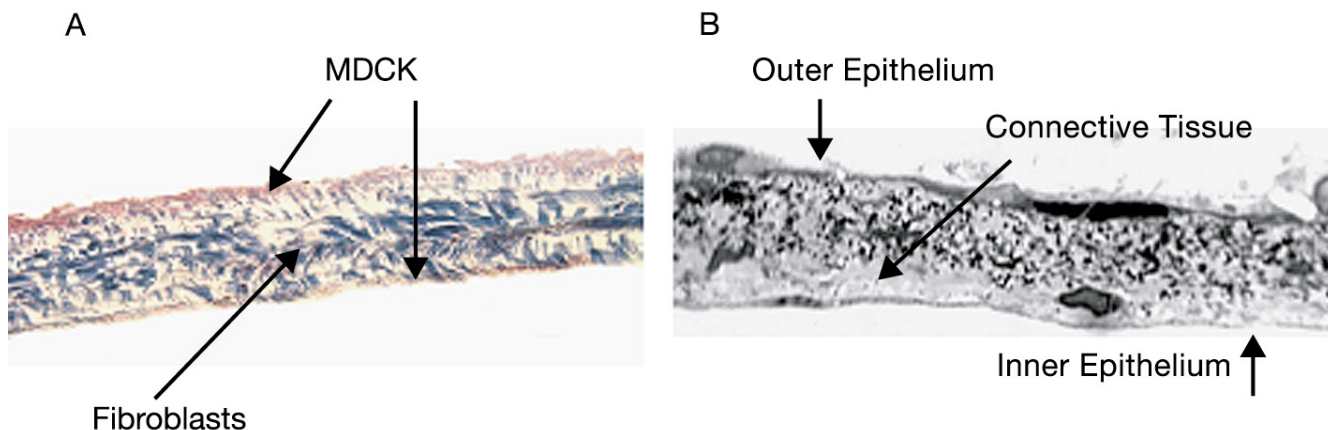 A
MDCK
Fibroblasts
B
Outer Epithelium
Connective Tissue
Inner Epithelium